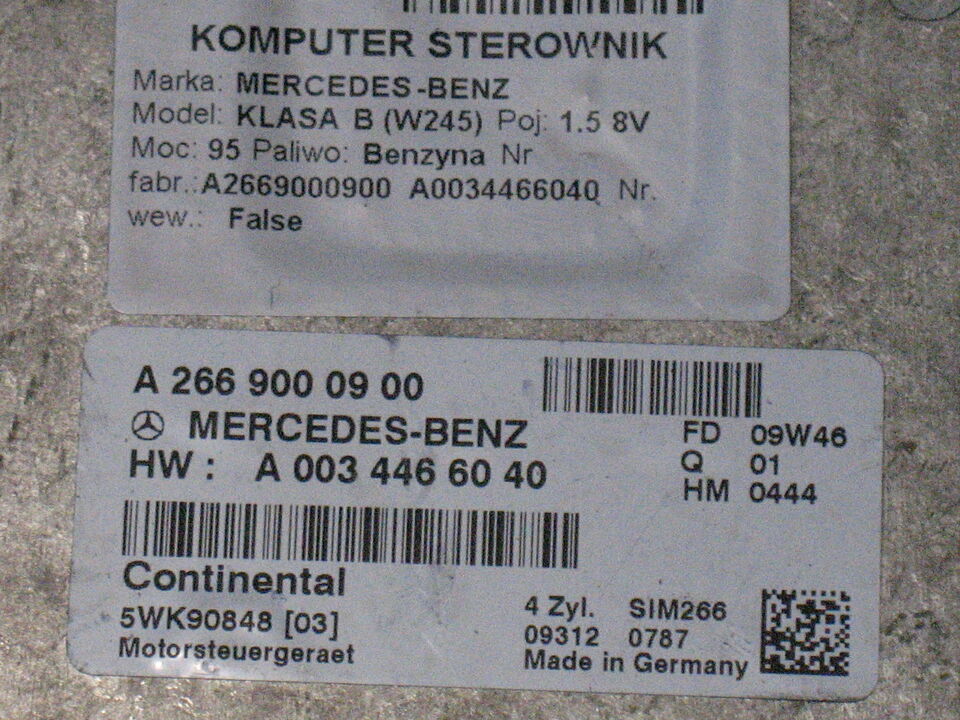 KOMPUTER STEROWNIK
Marka: MERCEDES-BENZ
Model: KLASA B (W245) Poj: 1.5 8V
Moc: 95 Paliwo: Benzyna Nr
fabr.: A2669000900 A0034466040 Nr.
wew.: False
A 266 900 09 00
MERCEDES-BENZ
HW : A 003 446 60 40
FD 09W46
Q 01
HM 0444
Continental
5WK90848 [03]
Motorsteuergeraet
4 Zyl. SIM266
09312 0787
Made in Germany